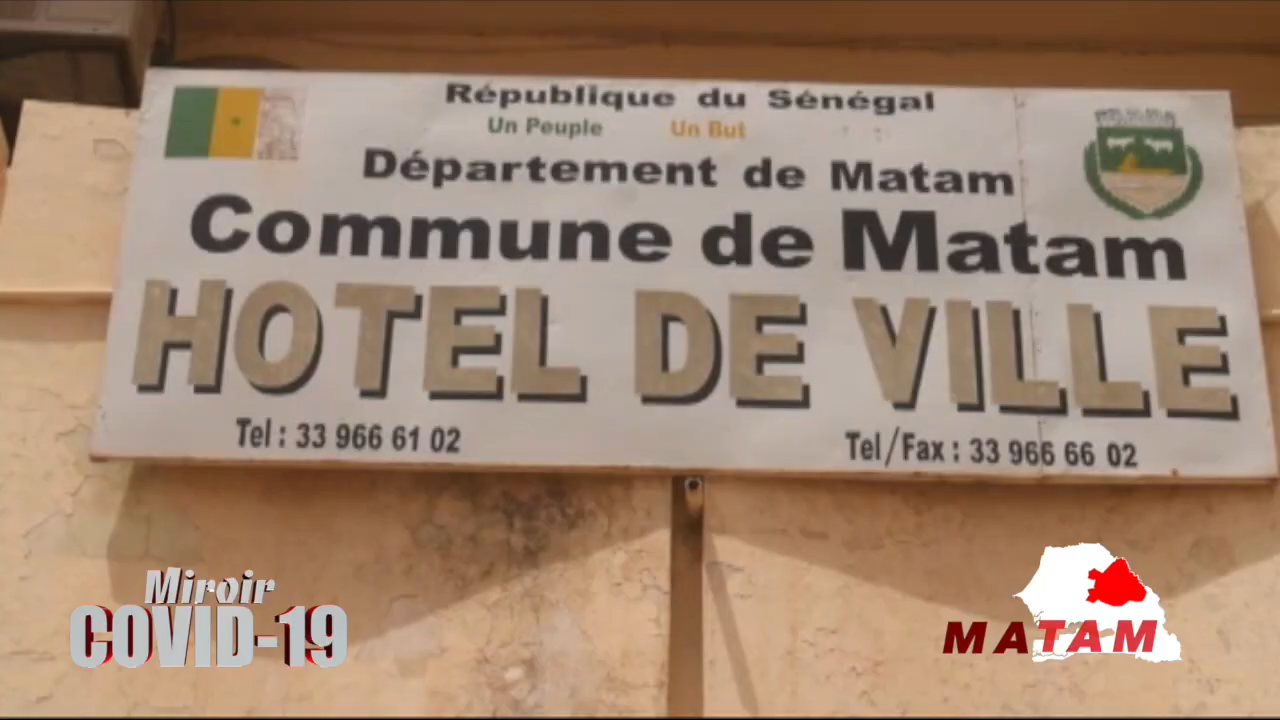 République du Sénégal
Un Peuple Un But
Département de Matam
Commune de Matam
HOTEL DE VILLE
Tel : 33 966 61 02
Tel/Fax : 33 966 66 02
Miroir
COVID-19
MATAM